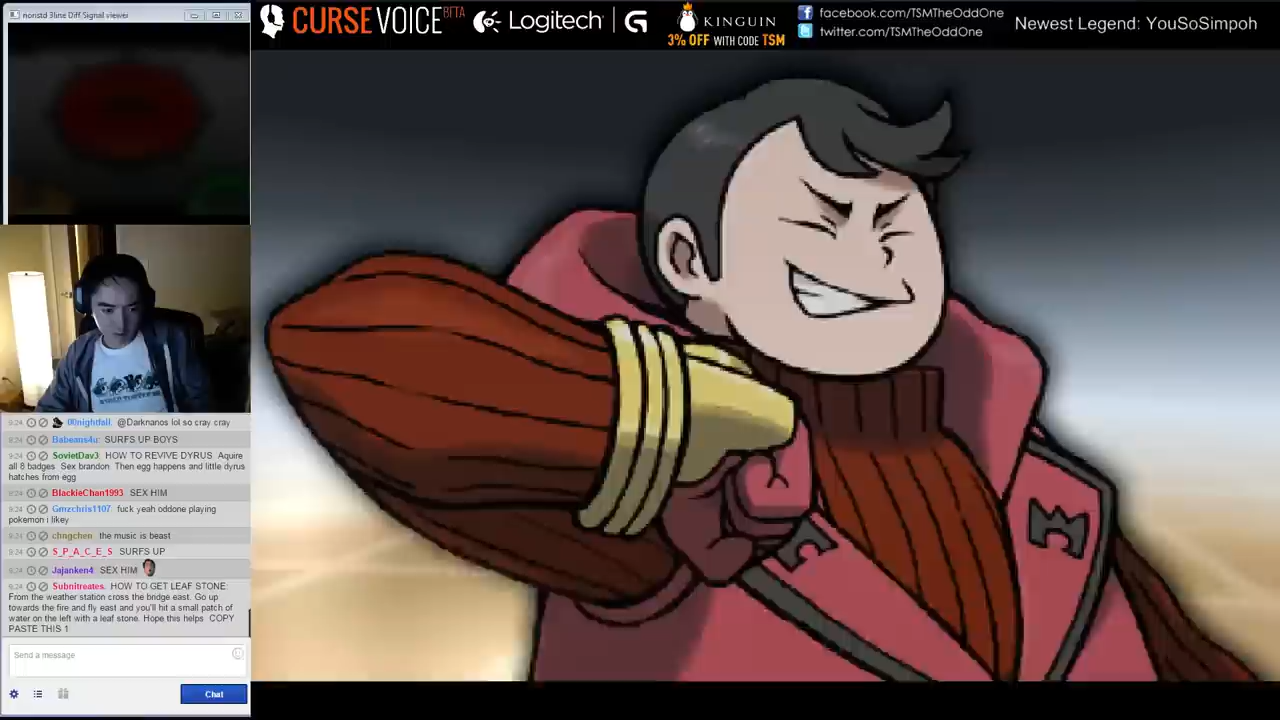 nonstd 3line Diff Signal viewer
CURSE VOICE BETA
Logitech G
KINGUIN
3% OFF WITH CODE TSM
facebook.com/TSMTheOddOne
twitter.com/TSMTheOddOne
Newest Legend: YouSoSimpoh
9:24 00nightfall: @Darknanos lol so cray cray
9:24 Babeams4u: SURFS UP BOYS
9:24 SovietDav3: HOW TO REVIVE DYRUS Aquire
all 8 badges Sex brandon Then egg happens and little dyrus
hatches from egg
9:24 BlackieChan1993 SEX HIM
9:24 Gmzchris1107: fuck yeah oddone playing
pokemon i likey
9:24 chngchen: the music is beast
9:24 S_P_A_C_E_S SURFS UP
9:24 Jajanken4: SEX HIM
9:24 Subnitreates: HOW TO GET LEAF STONE:
From the weather station cross the bridge east. Go up
towards the fire and fly east and you'll hit a small patch of
water on the left with a leaf stone. Hope this helps COPY
PASTE THIS 1
Send a message
Chat